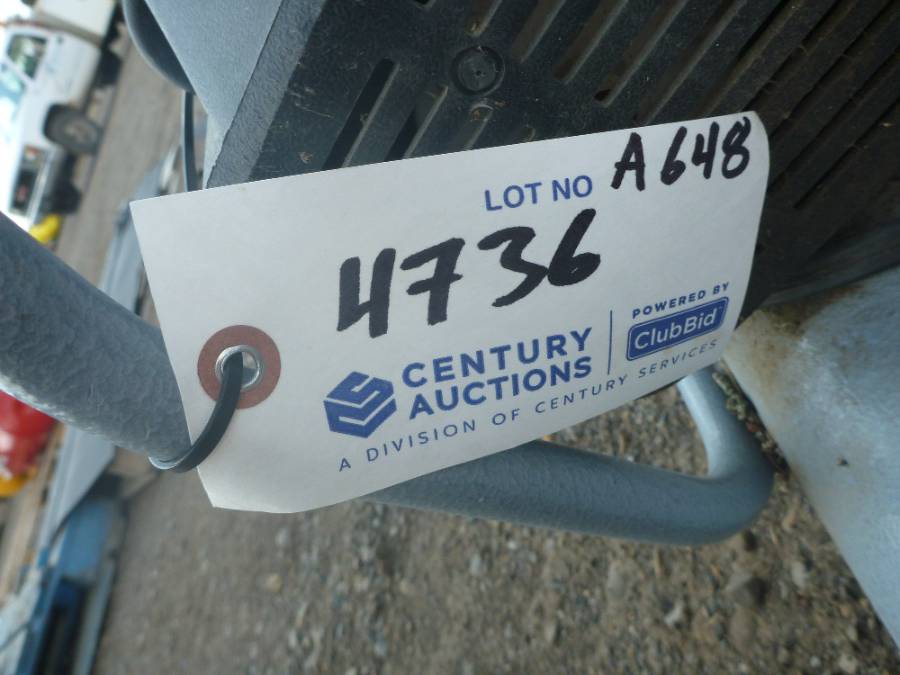 LOT NO A648
4736
CENTURY AUCTIONS
POWERED BY
ClubBid
A DIVISION OF CENTURY SERVICES